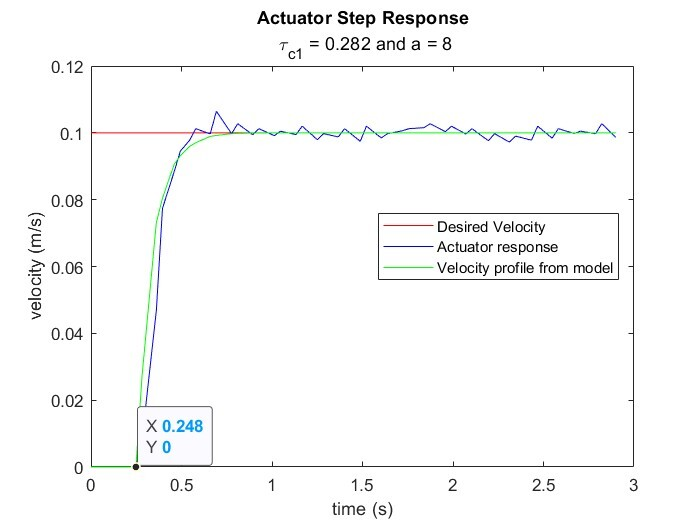 Actuator Step Response
τc1 = 0.282 and a = 8
0.12
0.1
0.08
0.06
0.04
0.02
0
velocity (m/s)
Desired Velocity
Actuator response
Velocity profile from model
X 0.248
Y 0
0 0.5 1 1.5 2 2.5 3
time (s)